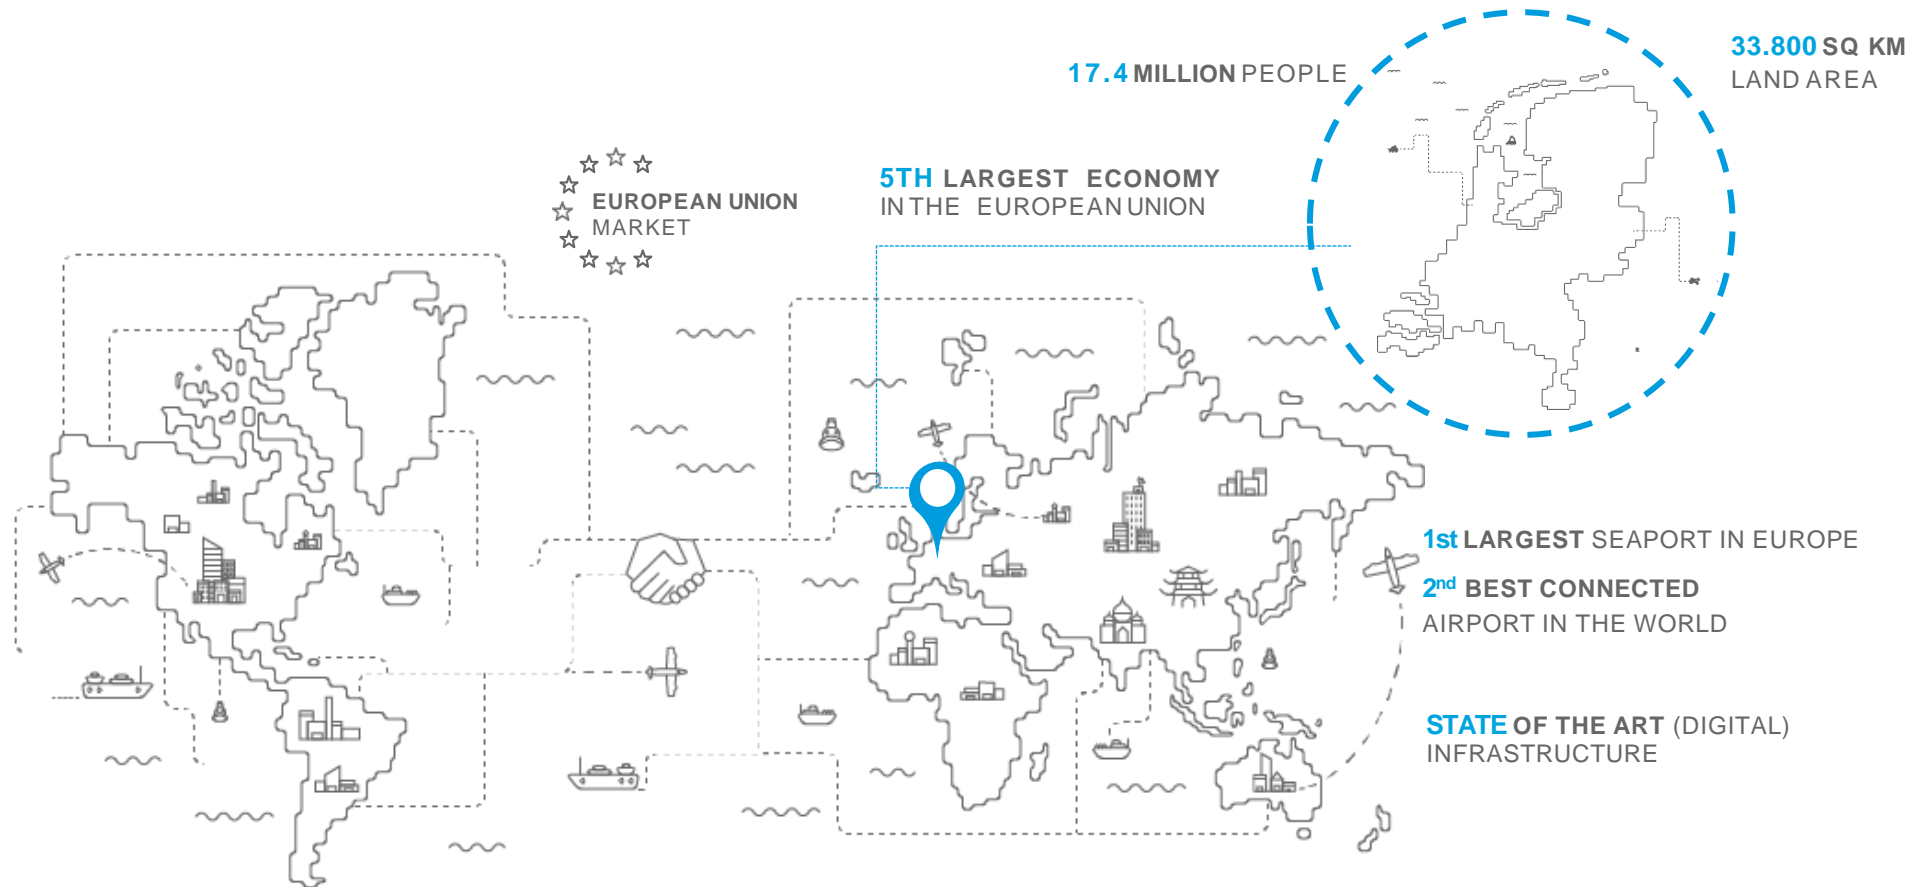 17.4 MILLION PEOPLE
33.800 SQ KM
LAND AREA
EUROPEAN UNION
MARKET
5TH LARGEST ECONOMY
IN THE EUROPEAN UNION
1st LARGEST SEAPORT IN EUROPE
2nd BEST CONNECTED
AIRPORT IN THE WORLD
STATE OF THE ART (DIGITAL)
INFRASTRUCTURE